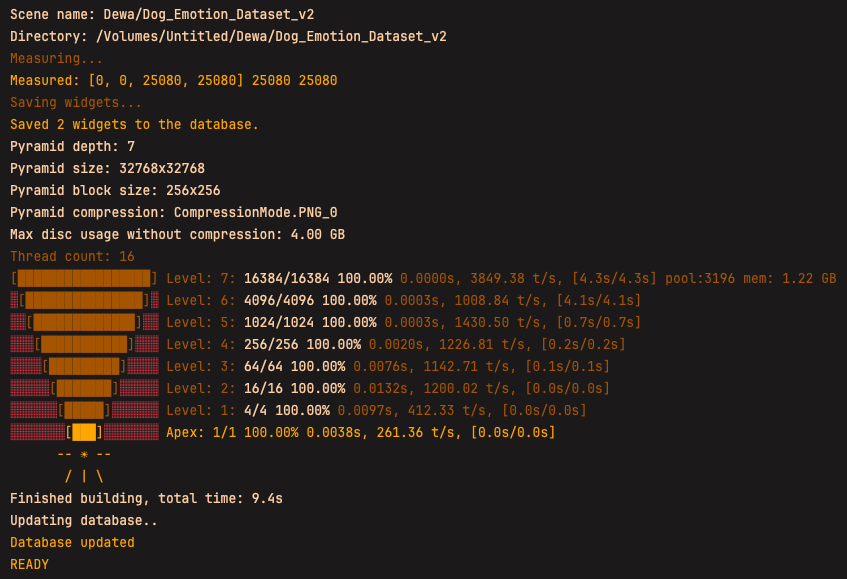 Scene name: Dewa/Dog_Emotion_Dataset_v2
Directory: /Volumes/Untitled/Dewa/Dog_Emotion_Dataset_v2
Measuring...
Measured: [0, 0, 25080, 25080] 25080 25080
Saving widgets...
Saved 2 widgets to the database.
Pyramid depth: 7
Pyramid size: 32768x32768
Pyramid block size: 256x256
Pyramid compression: CompressionMode.PNG_0
Max disc usage without compression: 4.00 GB
Thread count: 16
[█████████████████] Level: 7: 16384/16384 100.00% 0.0000s, 3849.38 t/s, [4.3s/4.3s] pool:3196 mem: 1.22 GB
▒[███████████████]▒ Level: 6: 4096/4096 100.00% 0.0003s, 1008.84 t/s, [4.1s/4.1s]
▒▒[█████████████]▒▒ Level: 5: 1024/1024 100.00% 0.0003s, 1430.50 t/s, [0.7s/0.7s]
▒▒▒[███████████]▒▒▒ Level: 4: 256/256 100.00% 0.0020s, 1226.81 t/s, [0.2s/0.2s]
▒▒▒▒[█████████]▒▒▒▒ Level: 3: 64/64 100.00% 0.0076s, 1142.71 t/s, [0.1s/0.1s]
▒▒▒▒▒[███████]▒▒▒▒▒ Level: 2: 16/16 100.00% 0.0132s, 1200.02 t/s, [0.0s/0.0s]
▒▒▒▒▒▒[█████]▒▒▒▒▒▒ Level: 1: 4/4 100.00% 0.0097s, 412.33 t/s, [0.0s/0.0s]
▒▒▒▒▒▒▒[███]▒▒▒▒▒▒▒ Apex: 1/1 100.00% 0.0038s, 261.36 t/s, [0.0s/0.0s]
-- ☀ --
/ | \
Finished building, total time: 9.4s
Updating database..
Database updated
READY